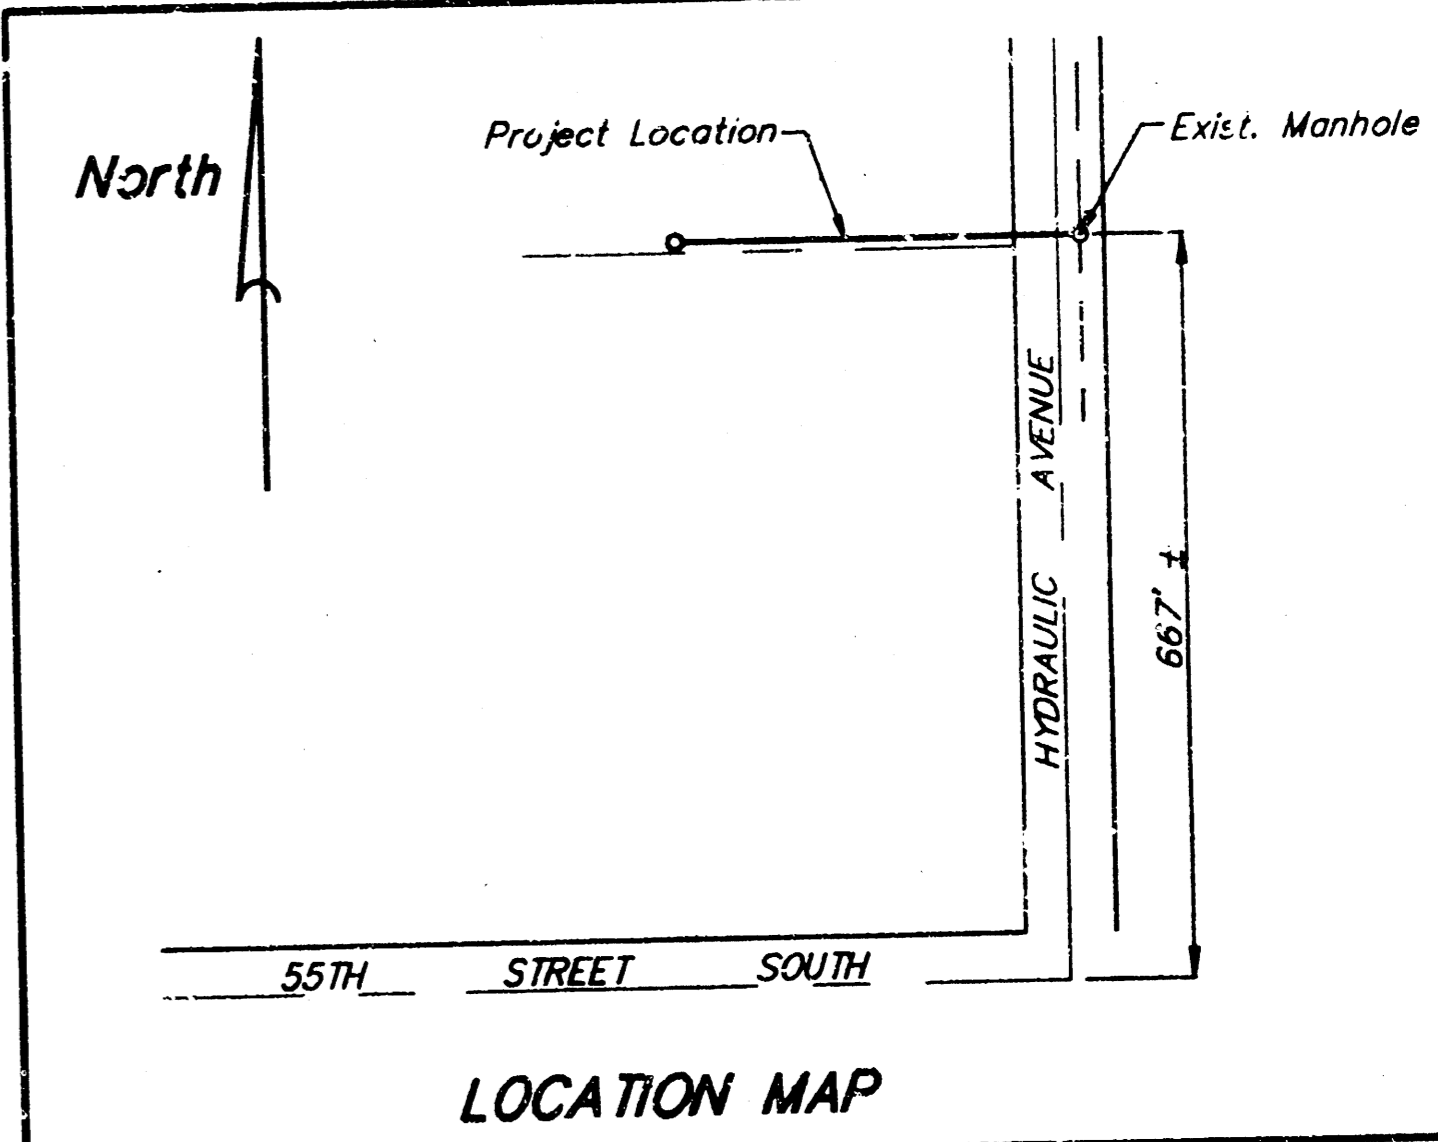 North
Project Location
Exist. Manhole
HYDRAULIC AVENUE
667' ±
55TH STREET SOUTH
LOCATION MAP